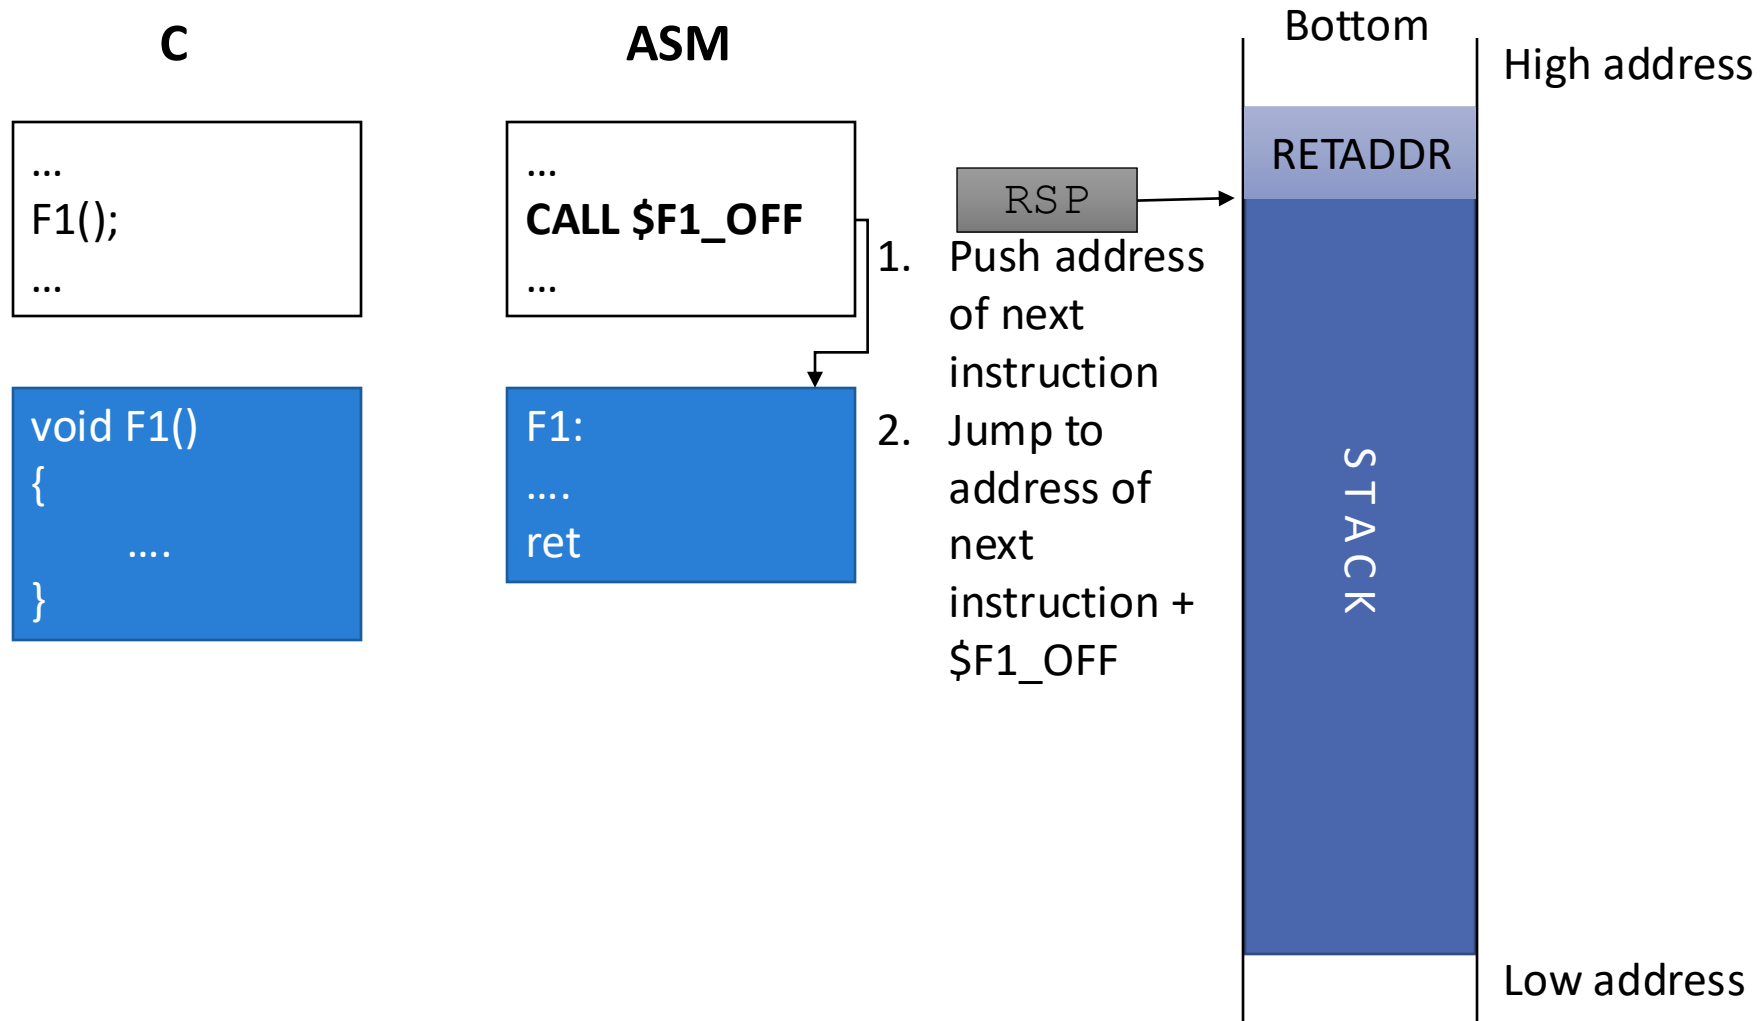 C
ASM
Bottom
High address
...
F1();
...
...
CALL $F1_OFF
...
RSP
RETADDR
1. Push address
of next
instruction
2. Jump to
address of
next
instruction +
$F1_OFF
void F1()
{
....
}
F1:
....
ret
STACK
Low address